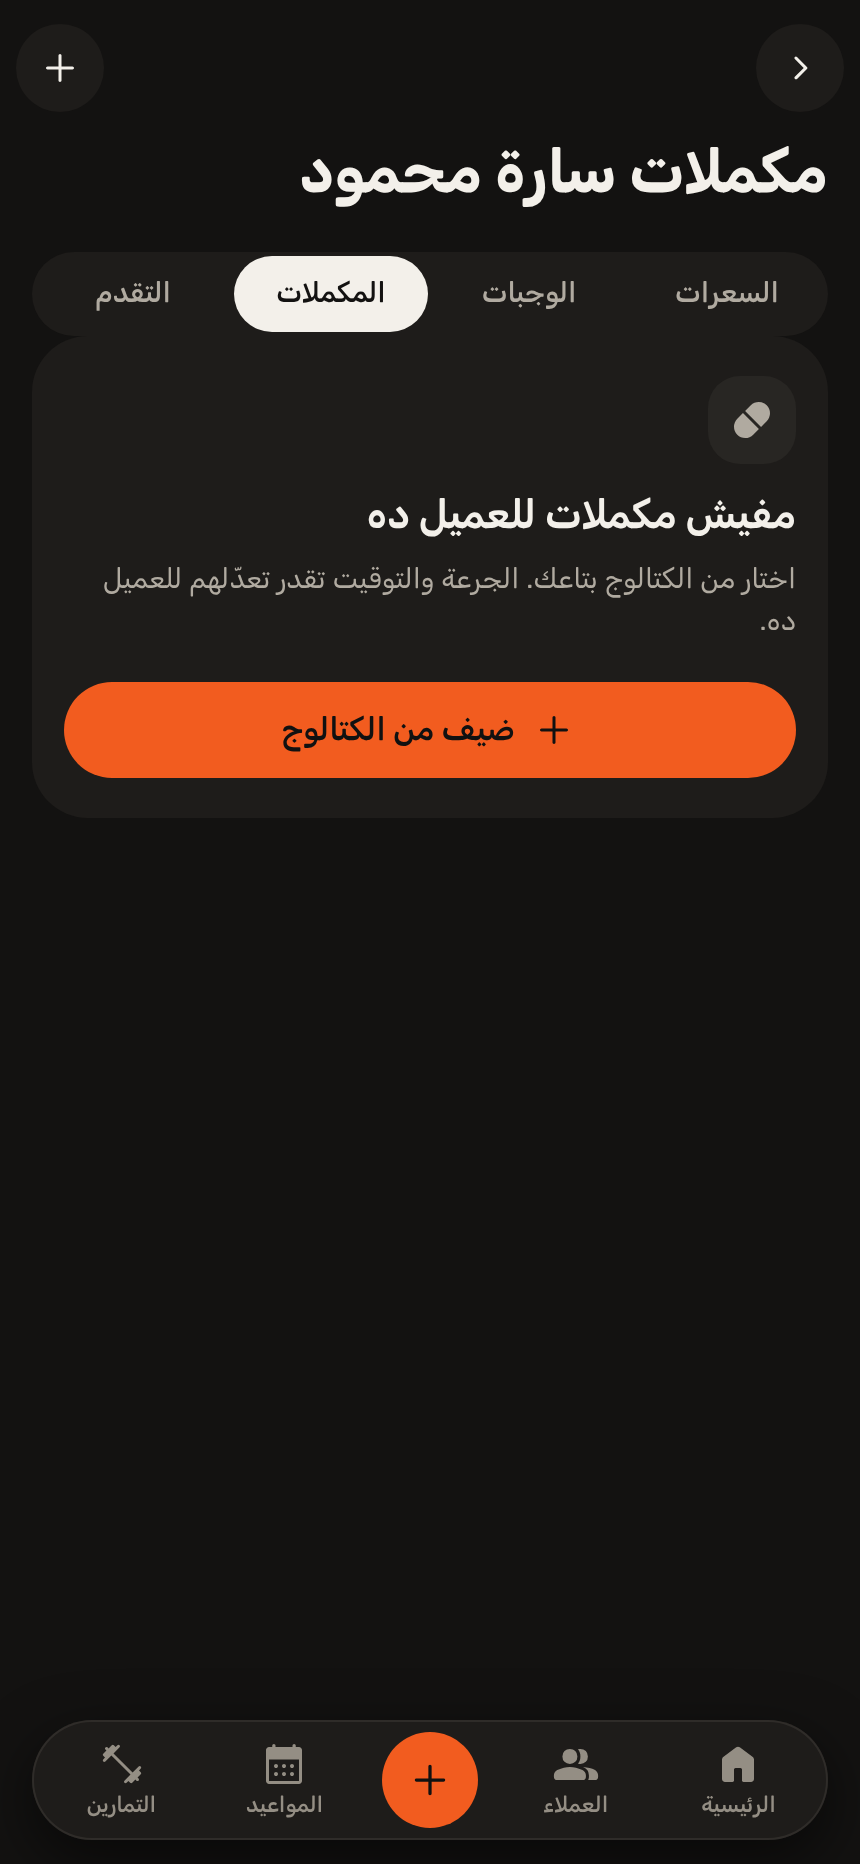 مكملات سارة محمود
السعرات
الوجبات
المكملات
التقدم
مفيش مكملات للعميل ده
اختار من الكتالوج بتاعك. الجرعة والتوقيت تقدر تعدّلهم للعميل
ده.
ضيف من الكتالوج
الرئيسية
العملاء
المواعيد
التمارين